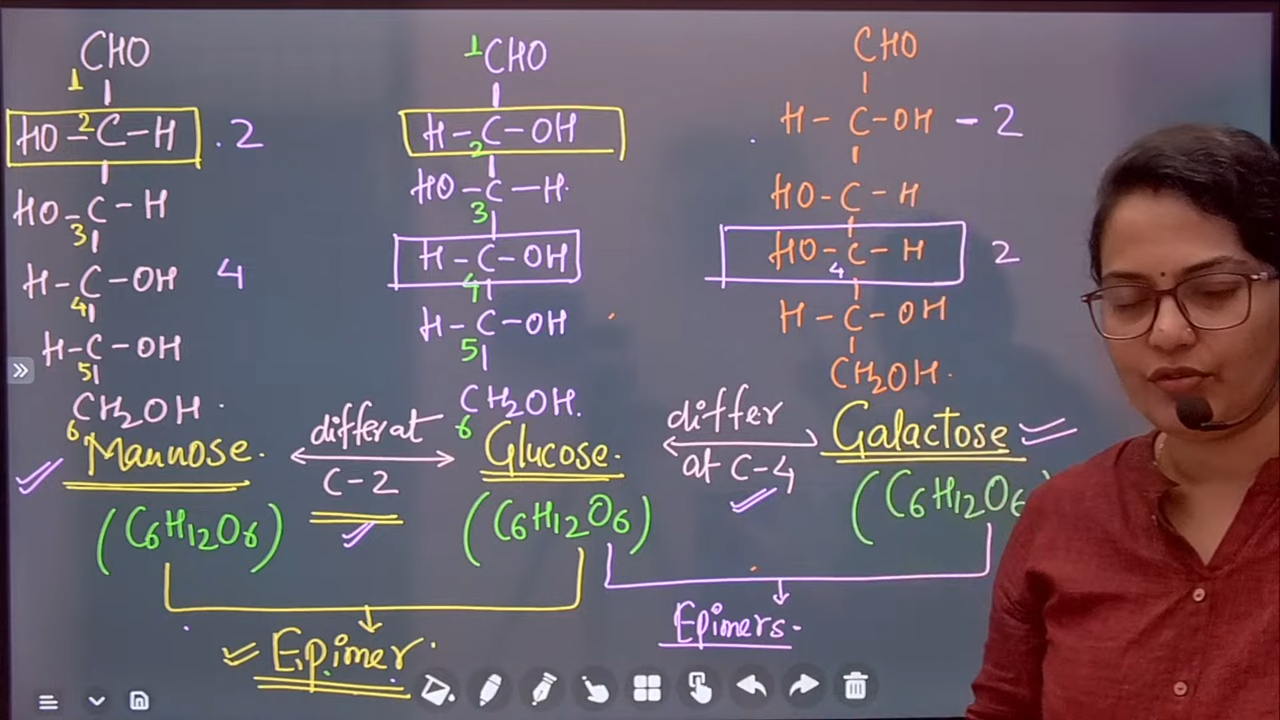 CHO
1
HO - 2C - H . 2
HO - C - H
3
H - C - OH 4
4
H - C - OH
5
CH2OH .
6
Mannose.
(C6H12O6)
1CHO
H - C - OH
2
HO - C - H.
3
H - C - OH
4
H - C - OH
5
CH2OH.
6
Glucose.
(C6H12O6)
CHO
H - C - OH - 2
HO - C - H
HO - C - H 2
4
H - C - OH
CH2OH.
Galactose
(C6H12O6
differ at
C-2
differ
at C-4
Epimer
Epimers.